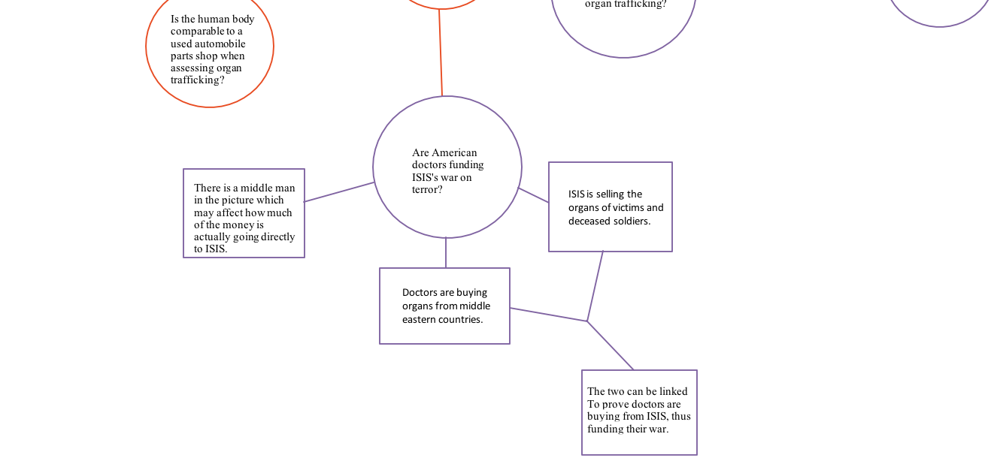 organ trafficking?
Is the human body
comparable to a
used automobile
parts shop when
assessing organ
trafficking?
Are American
doctors funding
ISIS's war on
terror?
There is a middle man
in the picture which
may affect how much
of the money is
actually going directly
to ISIS.
ISIS is selling the
organs of victims and
deceased soldiers.
Doctors are buying
organs from middle
eastern countries.
The two can be linked
To prove doctors are
buying from ISIS, thus
funding their war.